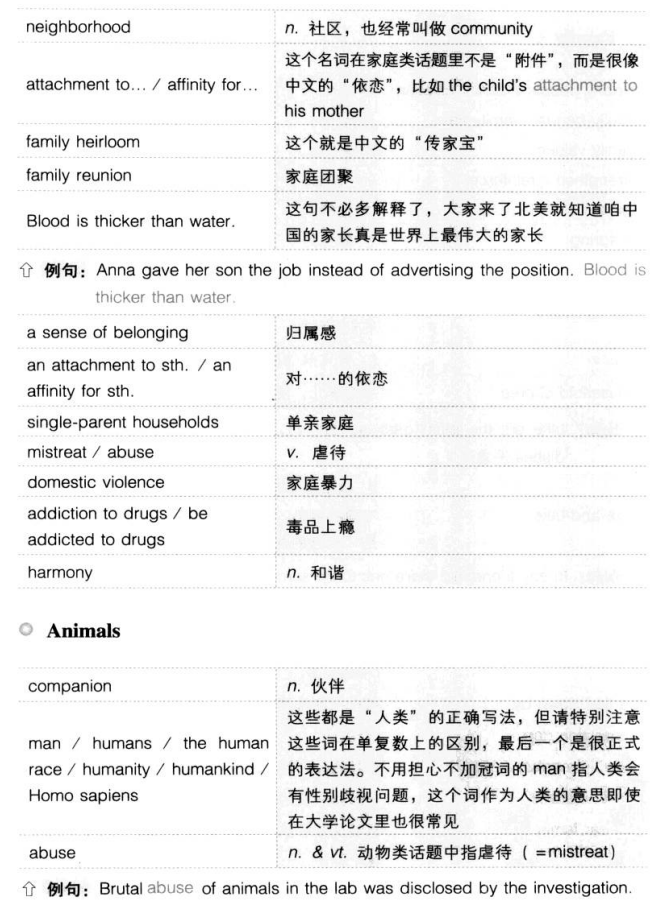 neighborhood
n. 社区，也经常叫做 community
attachment to… / affinity for…
这个名词在家庭类话题里不是“附件”，而是很像
中文的“依恋”，比如 the child's attachment to
his mother
family heirloom
这个就是中文的“传家宝”
family reunion
家庭团聚
Blood is thicker than water.
这句不必多解释了，大家来了北美就知道咱中
国的家长真是世界上最伟大的家长
⇧ 例句：Anna gave her son the job instead of advertising the position. Blood is
thicker than water.
a sense of belonging
归属感
an attachment to sth. / an
affinity for sth.
对……的依恋
single-parent households
单亲家庭
mistreat / abuse
v. 虐待
domestic violence
家庭暴力
addiction to drugs / be
addicted to drugs
毒品上瘾
harmony
n. 和谐
Animals
companion
n. 伙伴
man / humans / the human
race / humanity / humankind /
Homo sapiens
这些都是“人类”的正确写法，但请特别注意
这些词在单复数上的区别，最后一个是很正式
的表达法。不用担心不加冠词的 man 指人类会
有性别歧视问题，这个词作为人类的意思即使
在大学论文里也很常见
abuse
n. & vt. 动物类话题中指虐待（=mistreat）
⇧ 例句：Brutal abuse of animals in the lab was disclosed by the investigation.